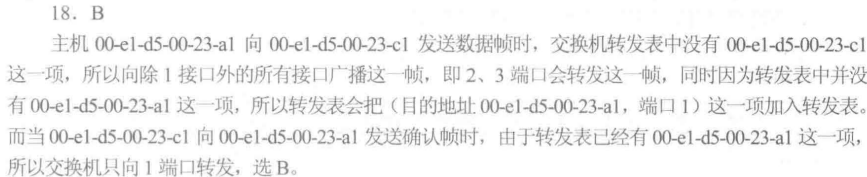 18. B
主机 00-e1-d5-00-23-a1 向 00-e1-d5-00-23-c1 发送数据帧时，交换机转发表中没有 00-e1-d5-00-23-c1
这一项，所以向除 1 接口外的所有接口广播这一帧，即 2、3 端口会转发这一帧，同时因为转发表中并没
有 00-e1-d5-00-23-a1 这一项，所以转发表会把（目的地址 00-e1-d5-00-23-a1，端口 1）这一项加入转发表。
而当 00-e1-d5-00-23-c1 向 00-e1-d5-00-23-a1 发送确认帧时，由于转发表已经有 00-e1-d5-00-23-a1 这一项，
所以交换机只向 1 端口转发，选 B。